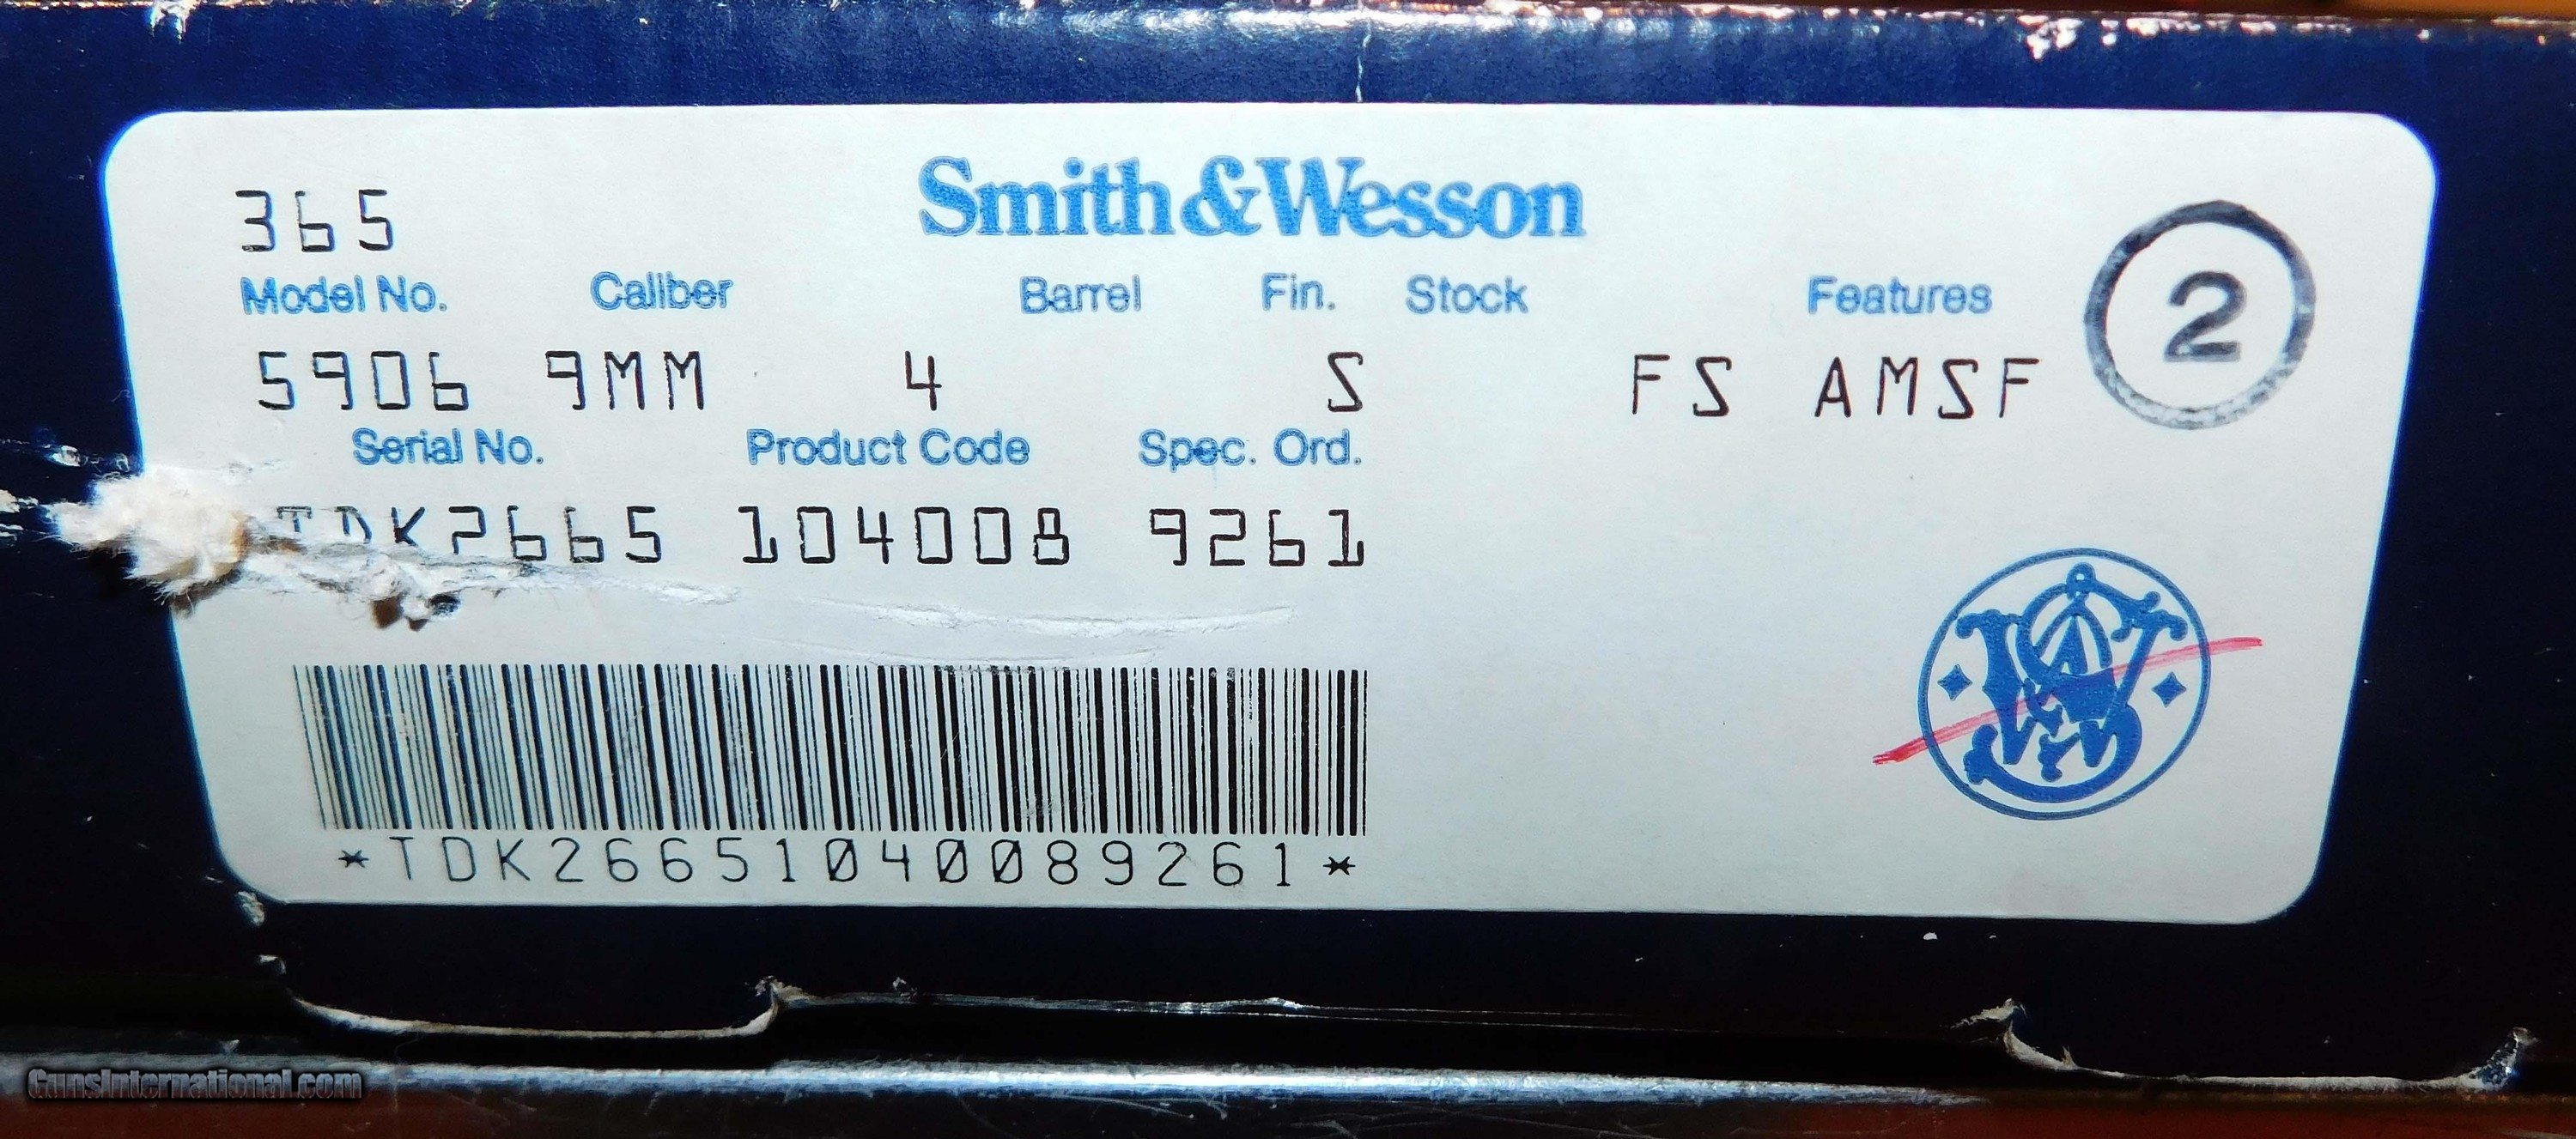 Smith & Wesson
365
Model No. Caliber Barrel Fin. Stock Features
2
5906 9MM 4 S FS AMSF
Serial No. Product Code Spec. Ord.
TDK2665 104008 9261
*TDK26651040089261*
GunsInternational.com